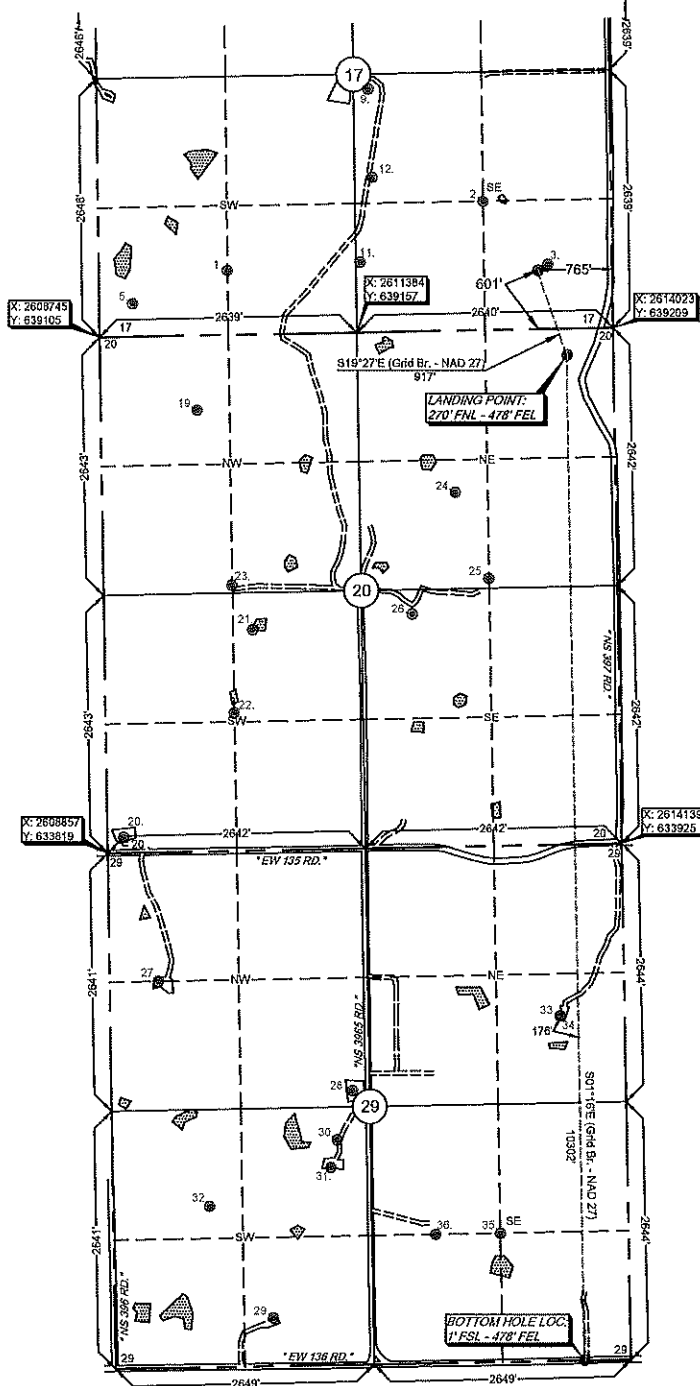 2646'
2639'
17
9.
12.
2
SE
SW
2646'
2639'
3.
1
11.
765'
5
601'
X: 2608745
Y: 639105
X: 2611384
Y: 639157
X: 2614023
Y: 639209
17
20
2639'
2640'
17
20
S19°27'E (Grid Br. - NAD 27)
917'
LANDING POINT:
270' FNL - 478' FEL
19
2643'
2642'
NW
NE
24.
23.
25
20
26
21.
"NS 397 RD."
22.
SW
SE
2643'
2642'
X: 2608857
Y: 633819
X: 2614139
Y: 633925
20.
20
2642'
2642'
20
29
"EW 135 RD."
29
2641'
2644'
27
NW
NE
33
34
176'
"NS 3965 RD."
S01°16'E (Grid Br. - NAD 27)
10302'
28
29
30
31.
32
SW
36.
35
SE
2641'
2644'
"NS 396 RD."
29
BOTTOM HOLE LOC.
1' FSL - 478' FEL
29
"EW 136 RD."
29
2649'
2649'